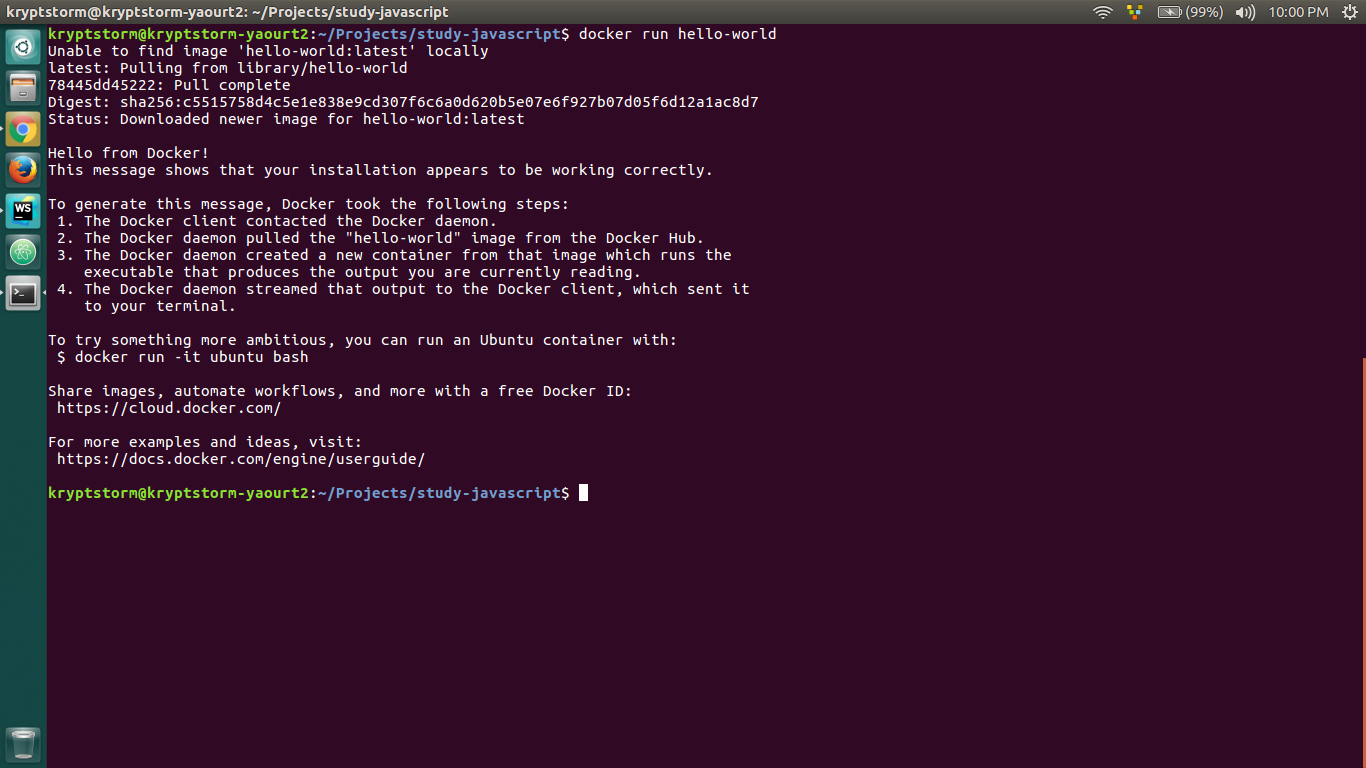 kryptstorm@kryptstorm-yaourt2: ~/Projects/study-javascript
(99%)
10:00 PM
WS
kryptstorm@kryptstorm-yaourt2:~/Projects/study-javascript$ docker run hello-world
Unable to find image 'hello-world:latest' locally
latest: Pulling from library/hello-world
78445dd45222: Pull complete
Digest: sha256:c5515758d4c5e1e838e9cd307f6c6a0d620b5e07e6f927b07d05f6d12a1ac8d7
Status: Downloaded newer image for hello-world:latest
Hello from Docker!
This message shows that your installation appears to be working correctly.
To generate this message, Docker took the following steps:
1. The Docker client contacted the Docker daemon.
2. The Docker daemon pulled the "hello-world" image from the Docker Hub.
3. The Docker daemon created a new container from that image which runs the
executable that produces the output you are currently reading.
4. The Docker daemon streamed that output to the Docker client, which sent it
to your terminal.
To try something more ambitious, you can run an Ubuntu container with:
$ docker run -it ubuntu bash
Share images, automate workflows, and more with a free Docker ID:
https://cloud.docker.com/
For more examples and ideas, visit:
https://docs.docker.com/engine/userguide/
kryptstorm@kryptstorm-yaourt2:~/Projects/study-javascript$